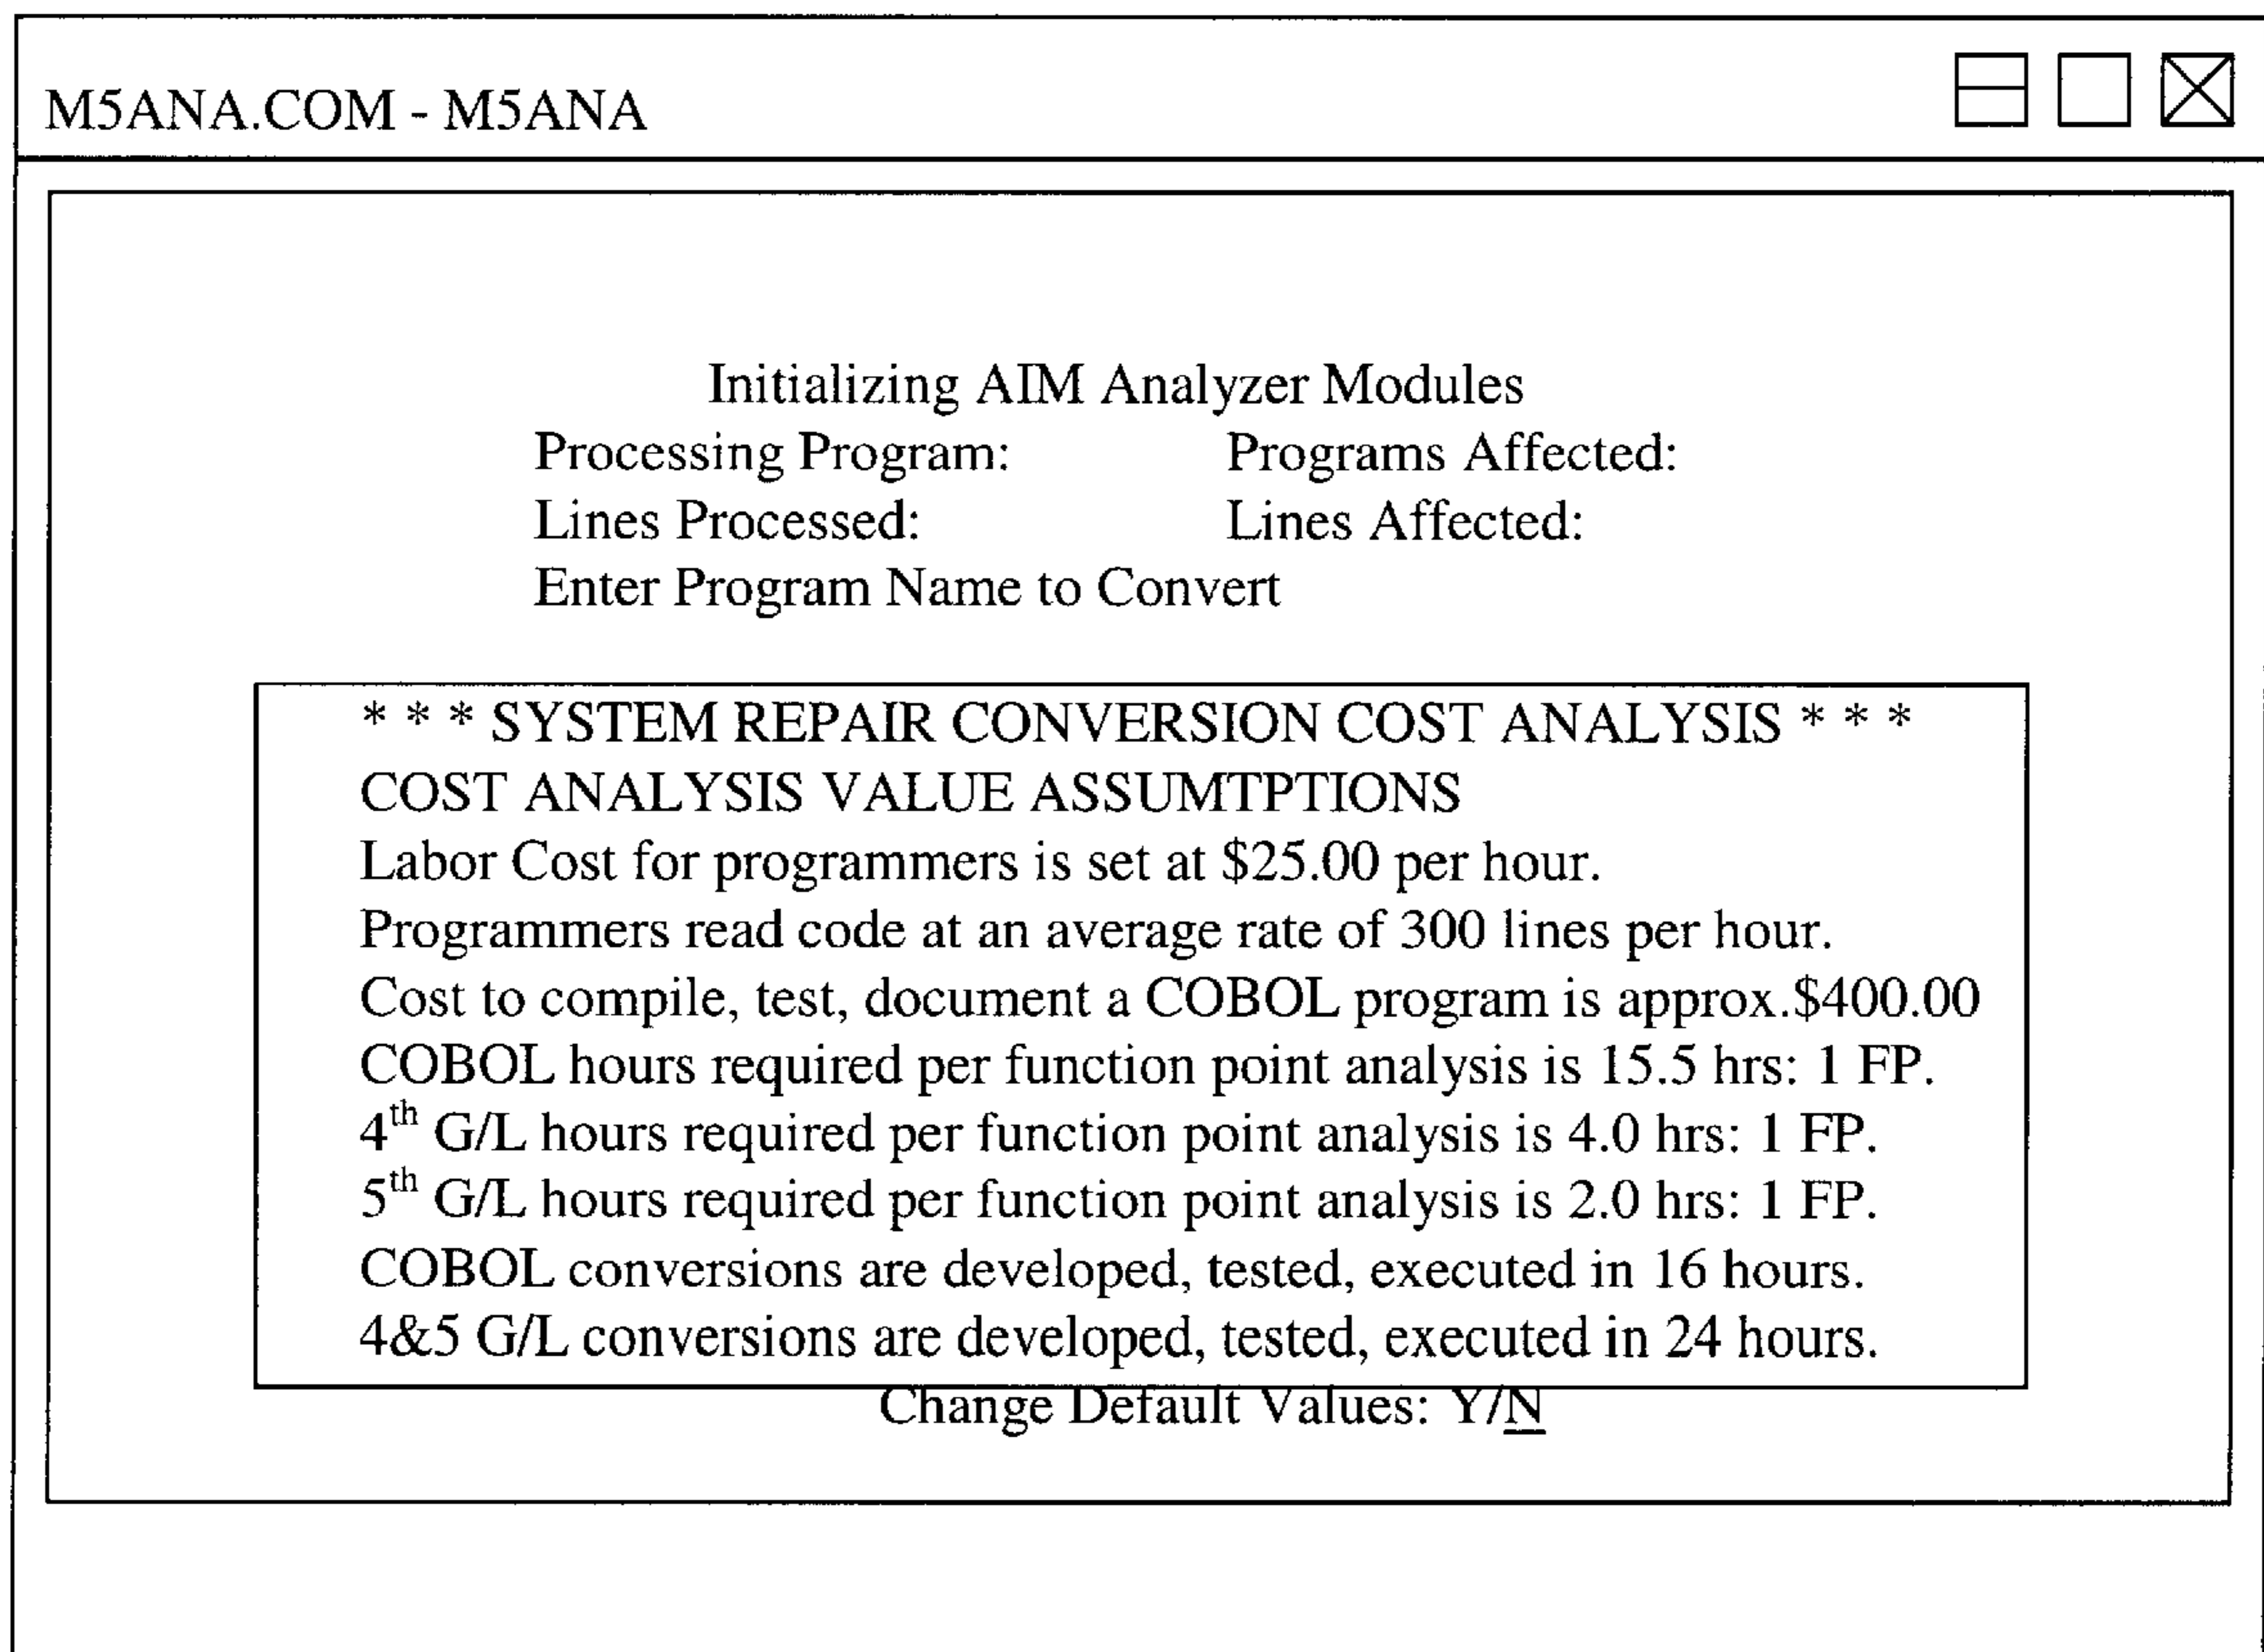 M5ANA.COM - M5ANA
Initializing AIM Analyzer Modules
Processing Program: Programs Affected:
Lines Processed: Lines Affected:
Enter Program Name to Convert
* * * SYSTEM REPAIR CONVERSION COST ANALYSIS * * *
COST ANALYSIS VALUE ASSUMTPTIONS
Labor Cost for programmers is set at $25.00 per hour.
Programmers read code at an average rate of 300 lines per hour.
Cost to compile, test, document a COBOL program is approx.$400.00
COBOL hours required per function point analysis is 15.5 hrs: 1 FP.
4th G/L hours required per function point analysis is 4.0 hrs: 1 FP.
5th G/L hours required per function point analysis is 2.0 hrs: 1 FP.
COBOL conversions are developed, tested, executed in 16 hours.
4&5 G/L conversions are developed, tested, executed in 24 hours.
Change Default Values: Y/N